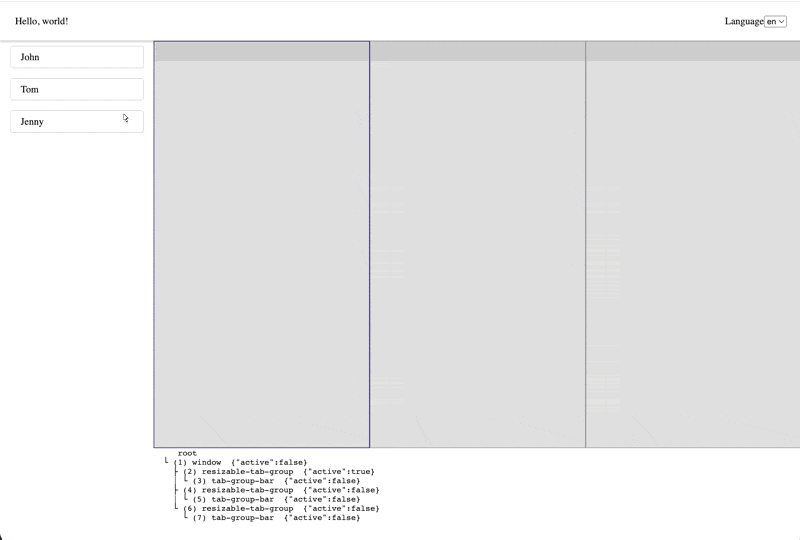 Hello, world!
Language en
John
Tom
Jenny
root
└ (1) window {"active":false}
├ (2) resizable-tab-group {"active":true}
│ └ (3) tab-group-bar {"active":false}
├ (4) resizable-tab-group {"active":false}
│ └ (5) tab-group-bar {"active":false}
└ (6) resizable-tab-group {"active":false}
└ (7) tab-group-bar {"active":false}